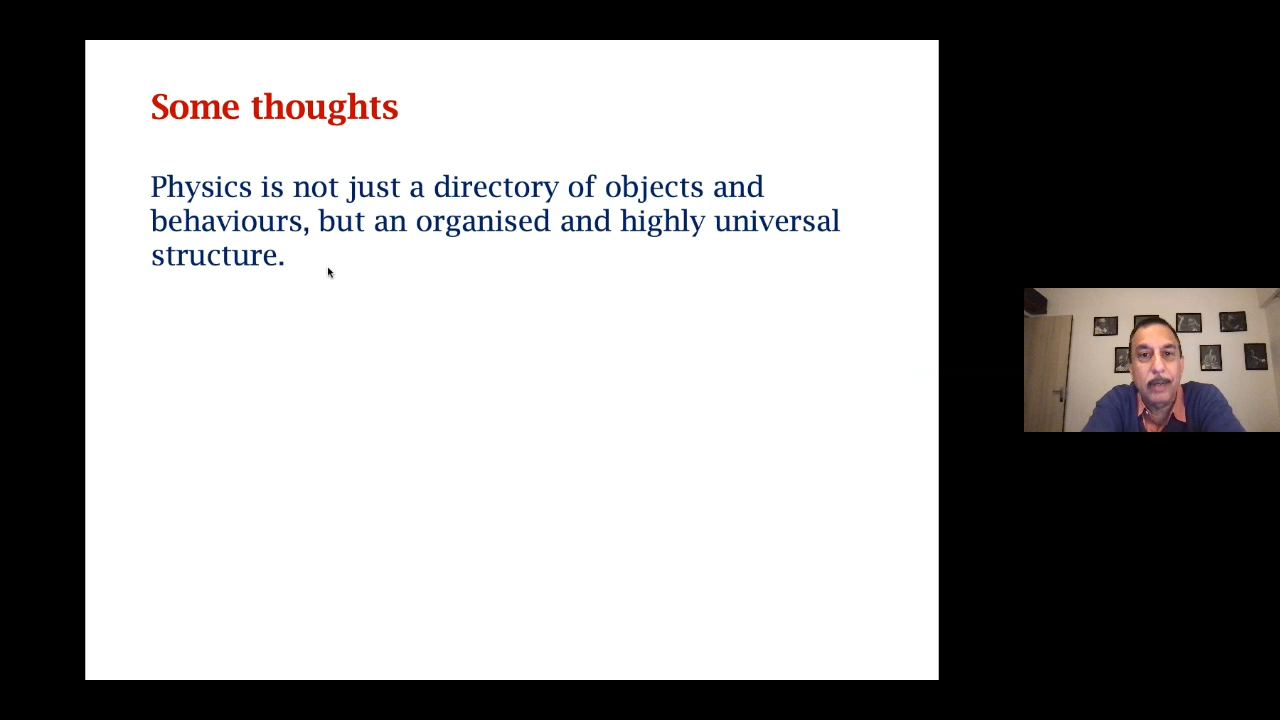 Some thoughts
Physics is not just a directory of objects and
behaviours, but an organised and highly universal
structure.